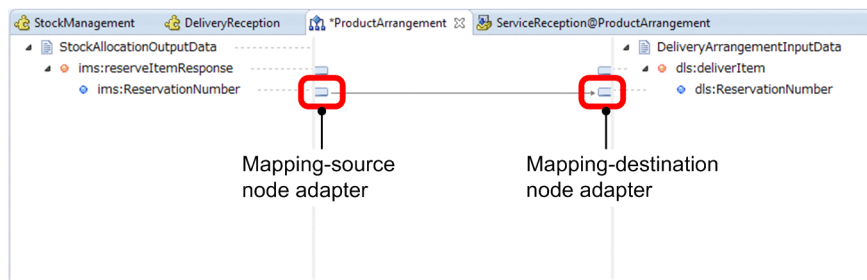 StockManagement DeliveryReception *ProductArrangement ServiceReception@ProductArrangement
StockAllocationOutputData DeliveryArrangementInputData
ims:reserveItemResponse dls:deliverItem
ims:ReservationNumber dls:ReservationNumber
Mapping-source
node adapter
Mapping-destination
node adapter